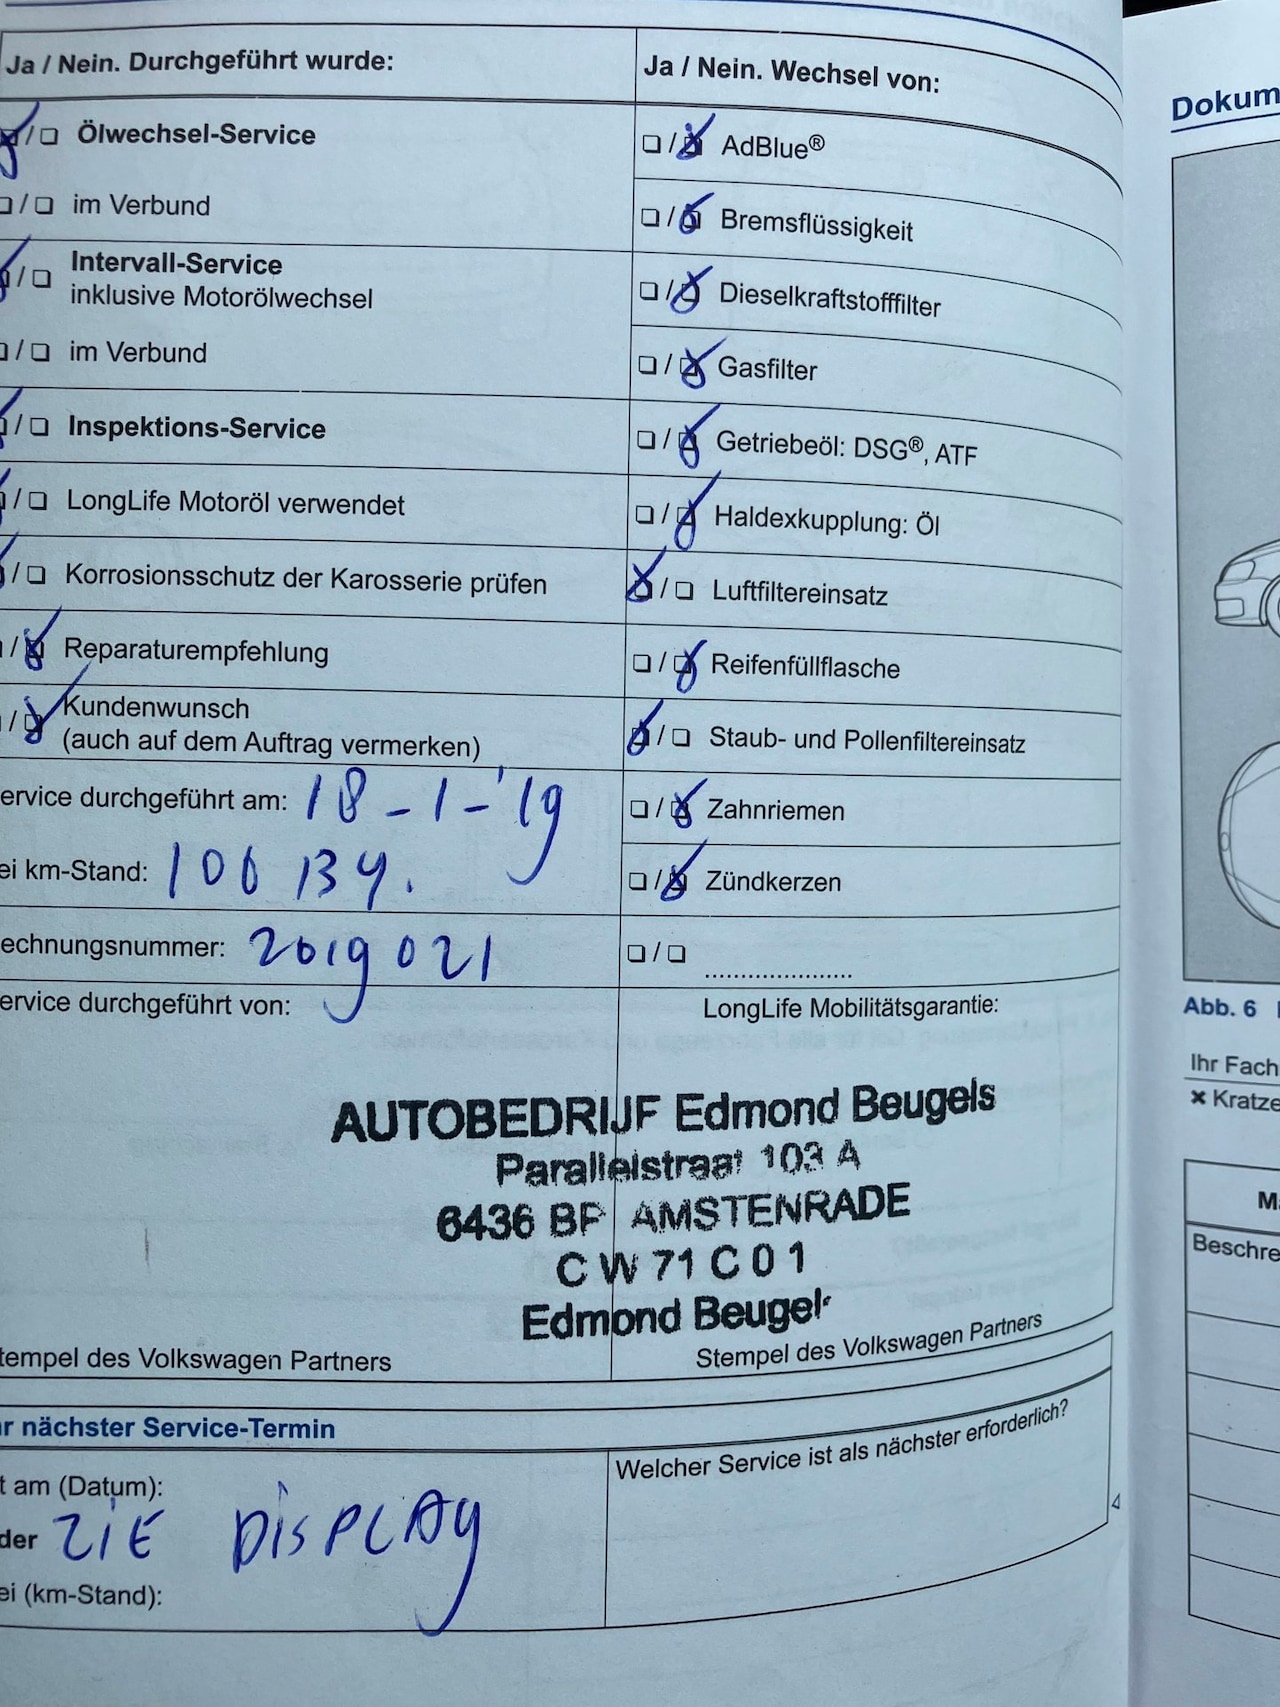 Ja / Nein. Durchgeführt wurde:
Ölwechsel-Service
im Verbund
Intervall-Service
inklusive Motorölwechsel
im Verbund
Inspektions-Service
LongLife Motoröl verwendet
Korrosionsschutz der Karosserie prüfen
Reparaturempfehlung
Kundenwunsch
(auch auf dem Auftrag vermerken)
ervice durchgeführt am: 18-1-'19
ei km-Stand: 106 134.
echnungsnummer: 2019 021
ervice durchgeführt von:
Ja / Nein. Wechsel von:
AdBlue®
Bremsflüssigkeit
Dieselkraftstofffilter
Gasfilter
Getriebeöl: DSG®, ATF
Haldexkupplung: Öl
Luftfiltereinsatz
Reifenfüllflasche
Staub- und Pollenfiltereinsatz
Zahnriemen
Zündkerzen
LongLife Mobilitätsgarantie:
AUTOBEDRIJF Edmond Beugels
Parallelstraat 103 A
6436 BP AMSTENRADE
C W 71 C 0 1
Edmond Beugel
tempel des Volkswagen Partners
Stempel des Volkswagen Partners
r nächster Service-Termin
t am (Datum):
der ZIE DISPLAY
ei (km-Stand):
Welcher Service ist als nächster erforderlich?
Dokum
Abb. 6
Ihr Fach
× Kratze
M
Beschre